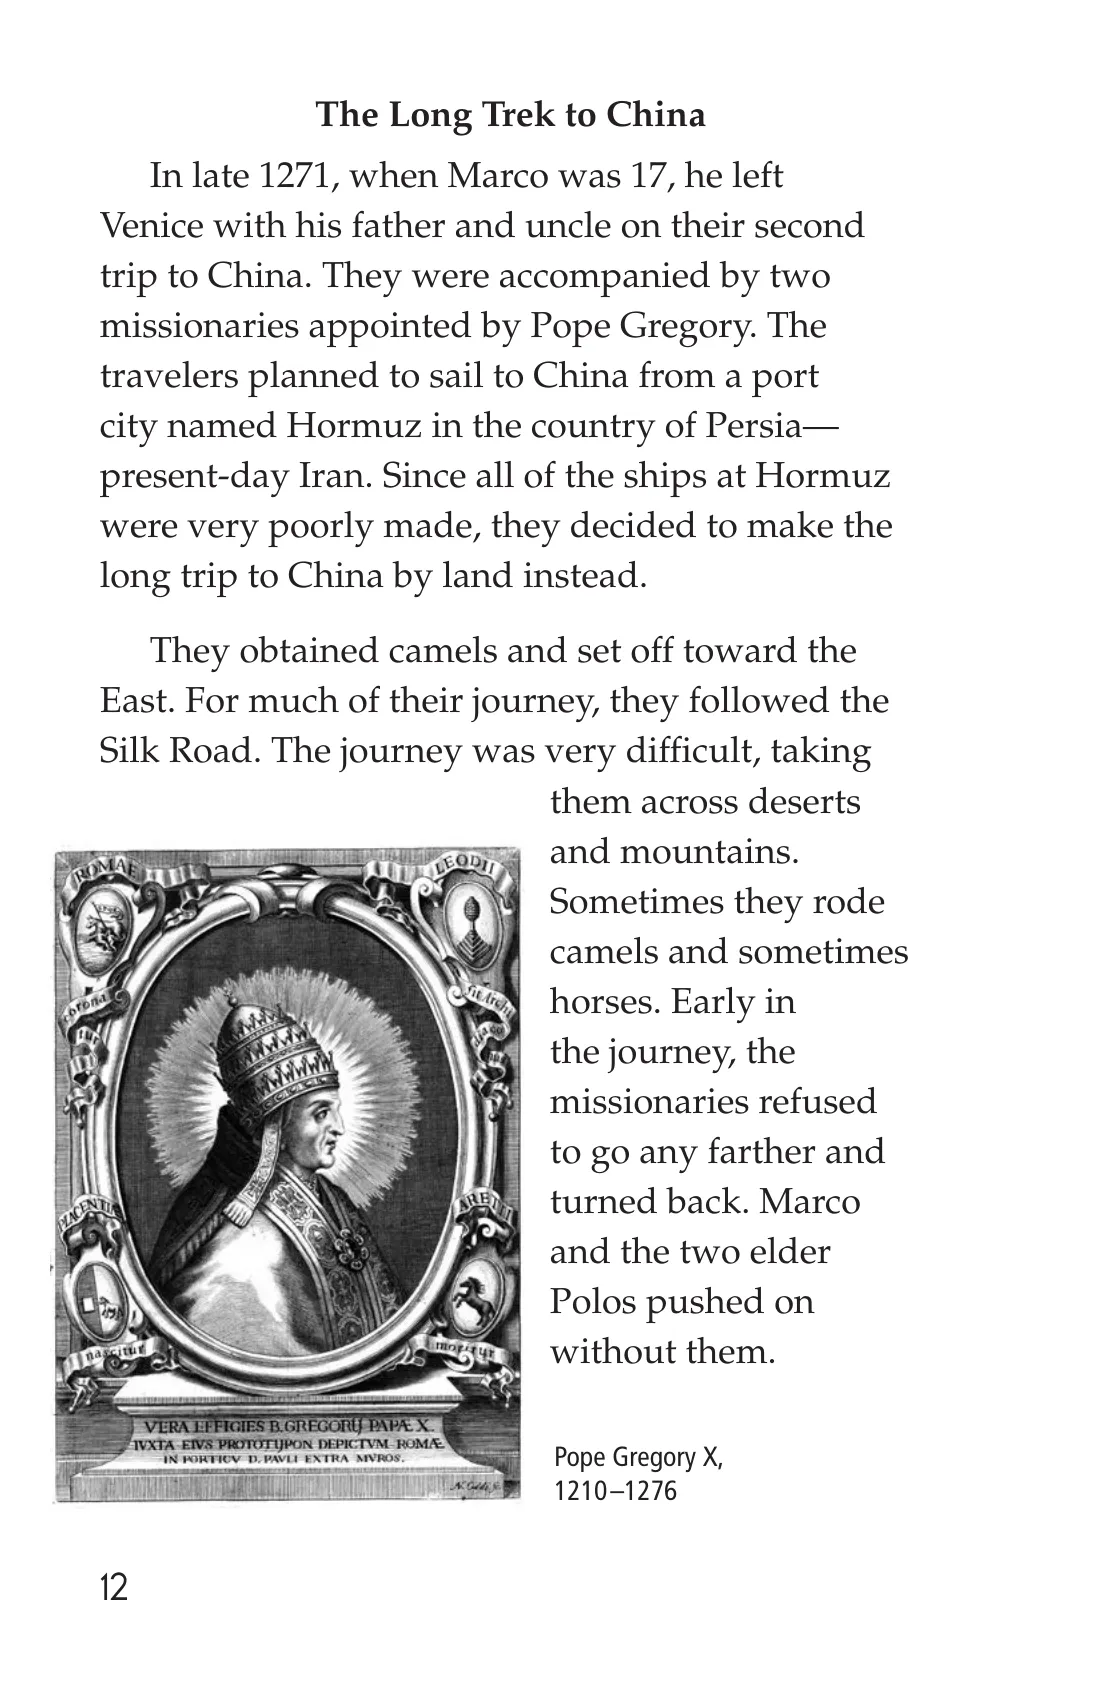 The Long Trek to China
In late 1271, when Marco was 17, he left
Venice with his father and uncle on their second
trip to China. They were accompanied by two
missionaries appointed by Pope Gregory. The
travelers planned to sail to China from a port
city named Hormuz in the country of Persia—
present-day Iran. Since all of the ships at Hormuz
were very poorly made, they decided to make the
long trip to China by land instead.
They obtained camels and set off toward the
East. For much of their journey, they followed the
Silk Road. The journey was very difficult, taking
them across deserts
and mountains.
Sometimes they rode
camels and sometimes
horses. Early in
the journey, the
missionaries refused
to go any farther and
turned back. Marco
and the two elder
Polos pushed on
without them.
ROMAE
LEODII
corona
tur
fit Archi
diaco
nus
PLACENTIÆ
ARETII
nascitur
moritur
VERA EFFIGIES B. GREGORIJ PAPÆ X.
IVXTA EIVS PROTOTIJPON DEPICTVM ROMÆ
IN PORTICV D. PAVLI EXTRA MVROS.
Pope Gregory X,
1210–1276
12